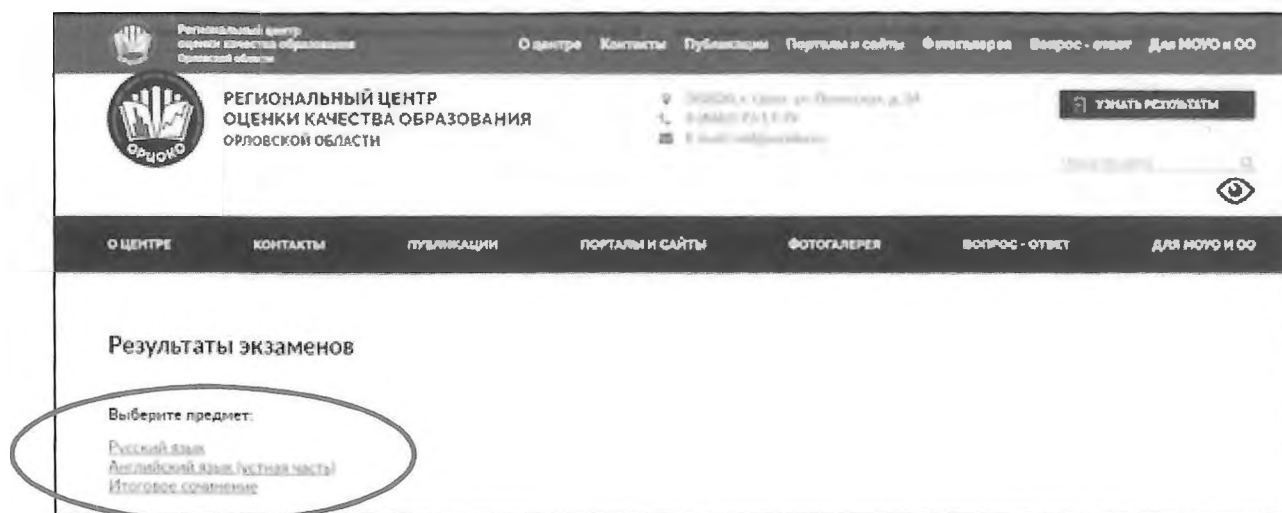 Региональный центр
оценки качества образования
Орловской области
О центре Контакты Публикации Порталы и сайты Фотогалерея Вопрос - ответ Для МОУО и ОО
ОРЦОКО
РЕГИОНАЛЬНЫЙ ЦЕНТР
ОЦЕНКИ КАЧЕСТВА ОБРАЗОВАНИЯ
ОРЛОВСКОЙ ОБЛАСТИ
УЗНАТЬ РЕЗУЛЬТАТЫ
О ЦЕНТРЕ КОНТАКТЫ ПУБЛИКАЦИИ ПОРТАЛЫ И САЙТЫ ФОТОГАЛЕРЕЯ ВОПРОС - ОТВЕТ ДЛЯ МОУО И ОО
Результаты экзаменов
Выберите предмет:
Русский язык
Английский язык (устная часть)
Итоговое сочинение